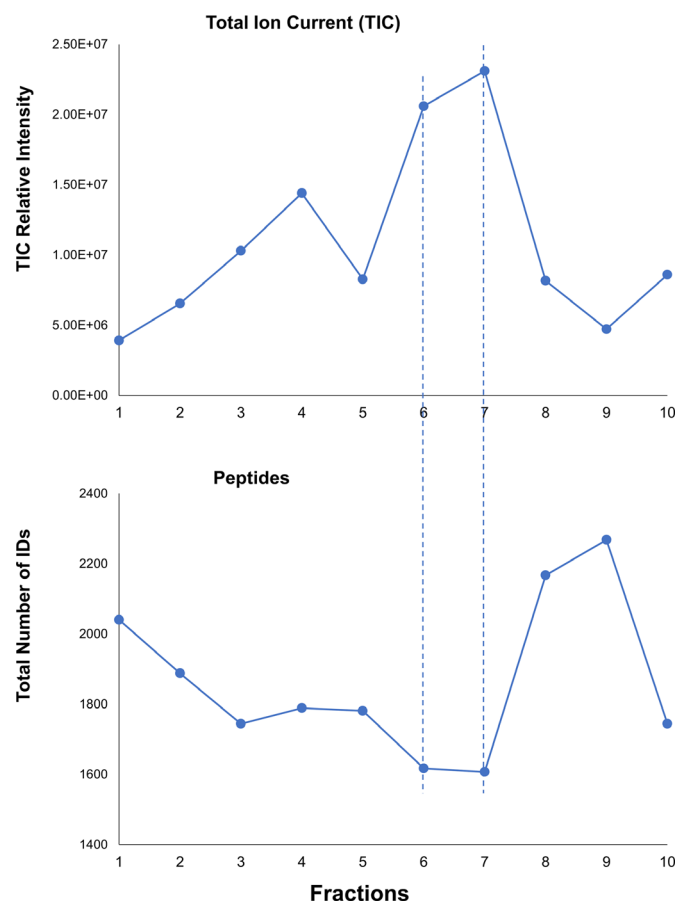 Total Ion Current (TIC)
TIC Relative Intensity
2.50E+07
2.00E+07
1.50E+07
1.00E+07
5.00E+06
0.00E+00
1 2 3 4 5 6 7 8 9 10
Peptides
Total Number of IDs
2400
2200
2000
1800
1600
1400
1 2 3 4 5 6 7 8 9 10
Fractions